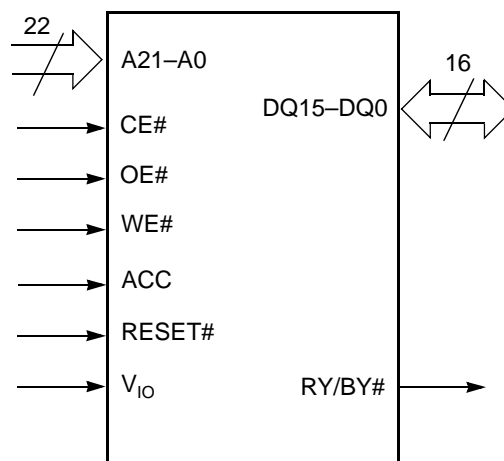 22
A21–A0
16
DQ15–DQ0
CE#
OE#
WE#
ACC
RESET#
VIO
RY/BY#